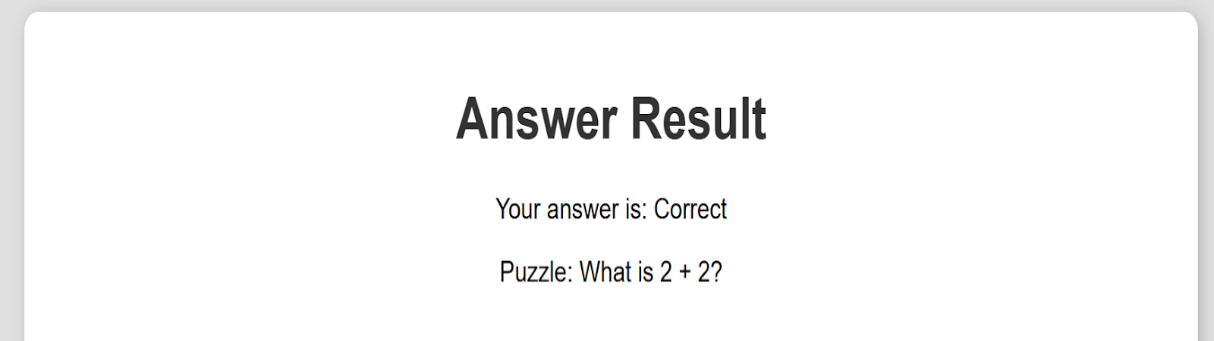 Answer Result
Your answer is: Correct
Puzzle: What is 2 + 2?